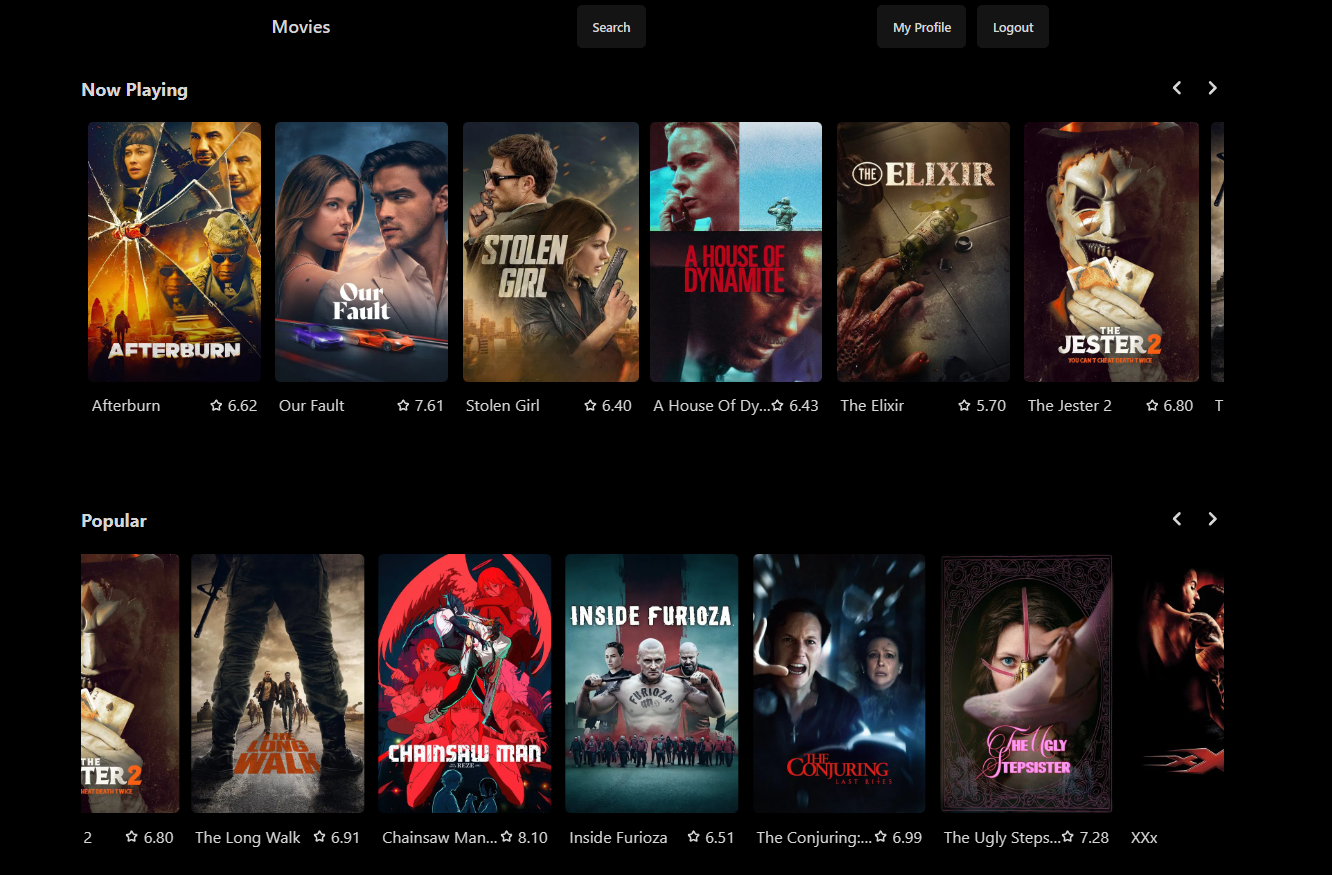 Movies
Search
My Profile
Logout
Now Playing
AFTERBURN
Our
Fault
STOLEN
GIRL
A HOUSE OF
DYNAMITE
THE ELIXIR
THE
JESTER 2
YOU CAN'T CHEAT DEATH TWICE
Afterburn 6.62
Our Fault 7.61
Stolen Girl 6.40
A House Of Dy... 6.43
The Elixir 5.70
The Jester 2 6.80
T
Popular
THE
TER2
HEAT DEATH TWICE
THE
LONG
WALK
CHAINSAW MAN
REZE
INSIDE FURIOZA
FURIOZA
THE
CONJURING
LAST RITES
THE UGLY
STEPSISTER
2 6.80
The Long Walk 6.91
Chainsaw Man... 8.10
Inside Furioza 6.51
The Conjuring:... 6.99
The Ugly Steps... 7.28
XXx